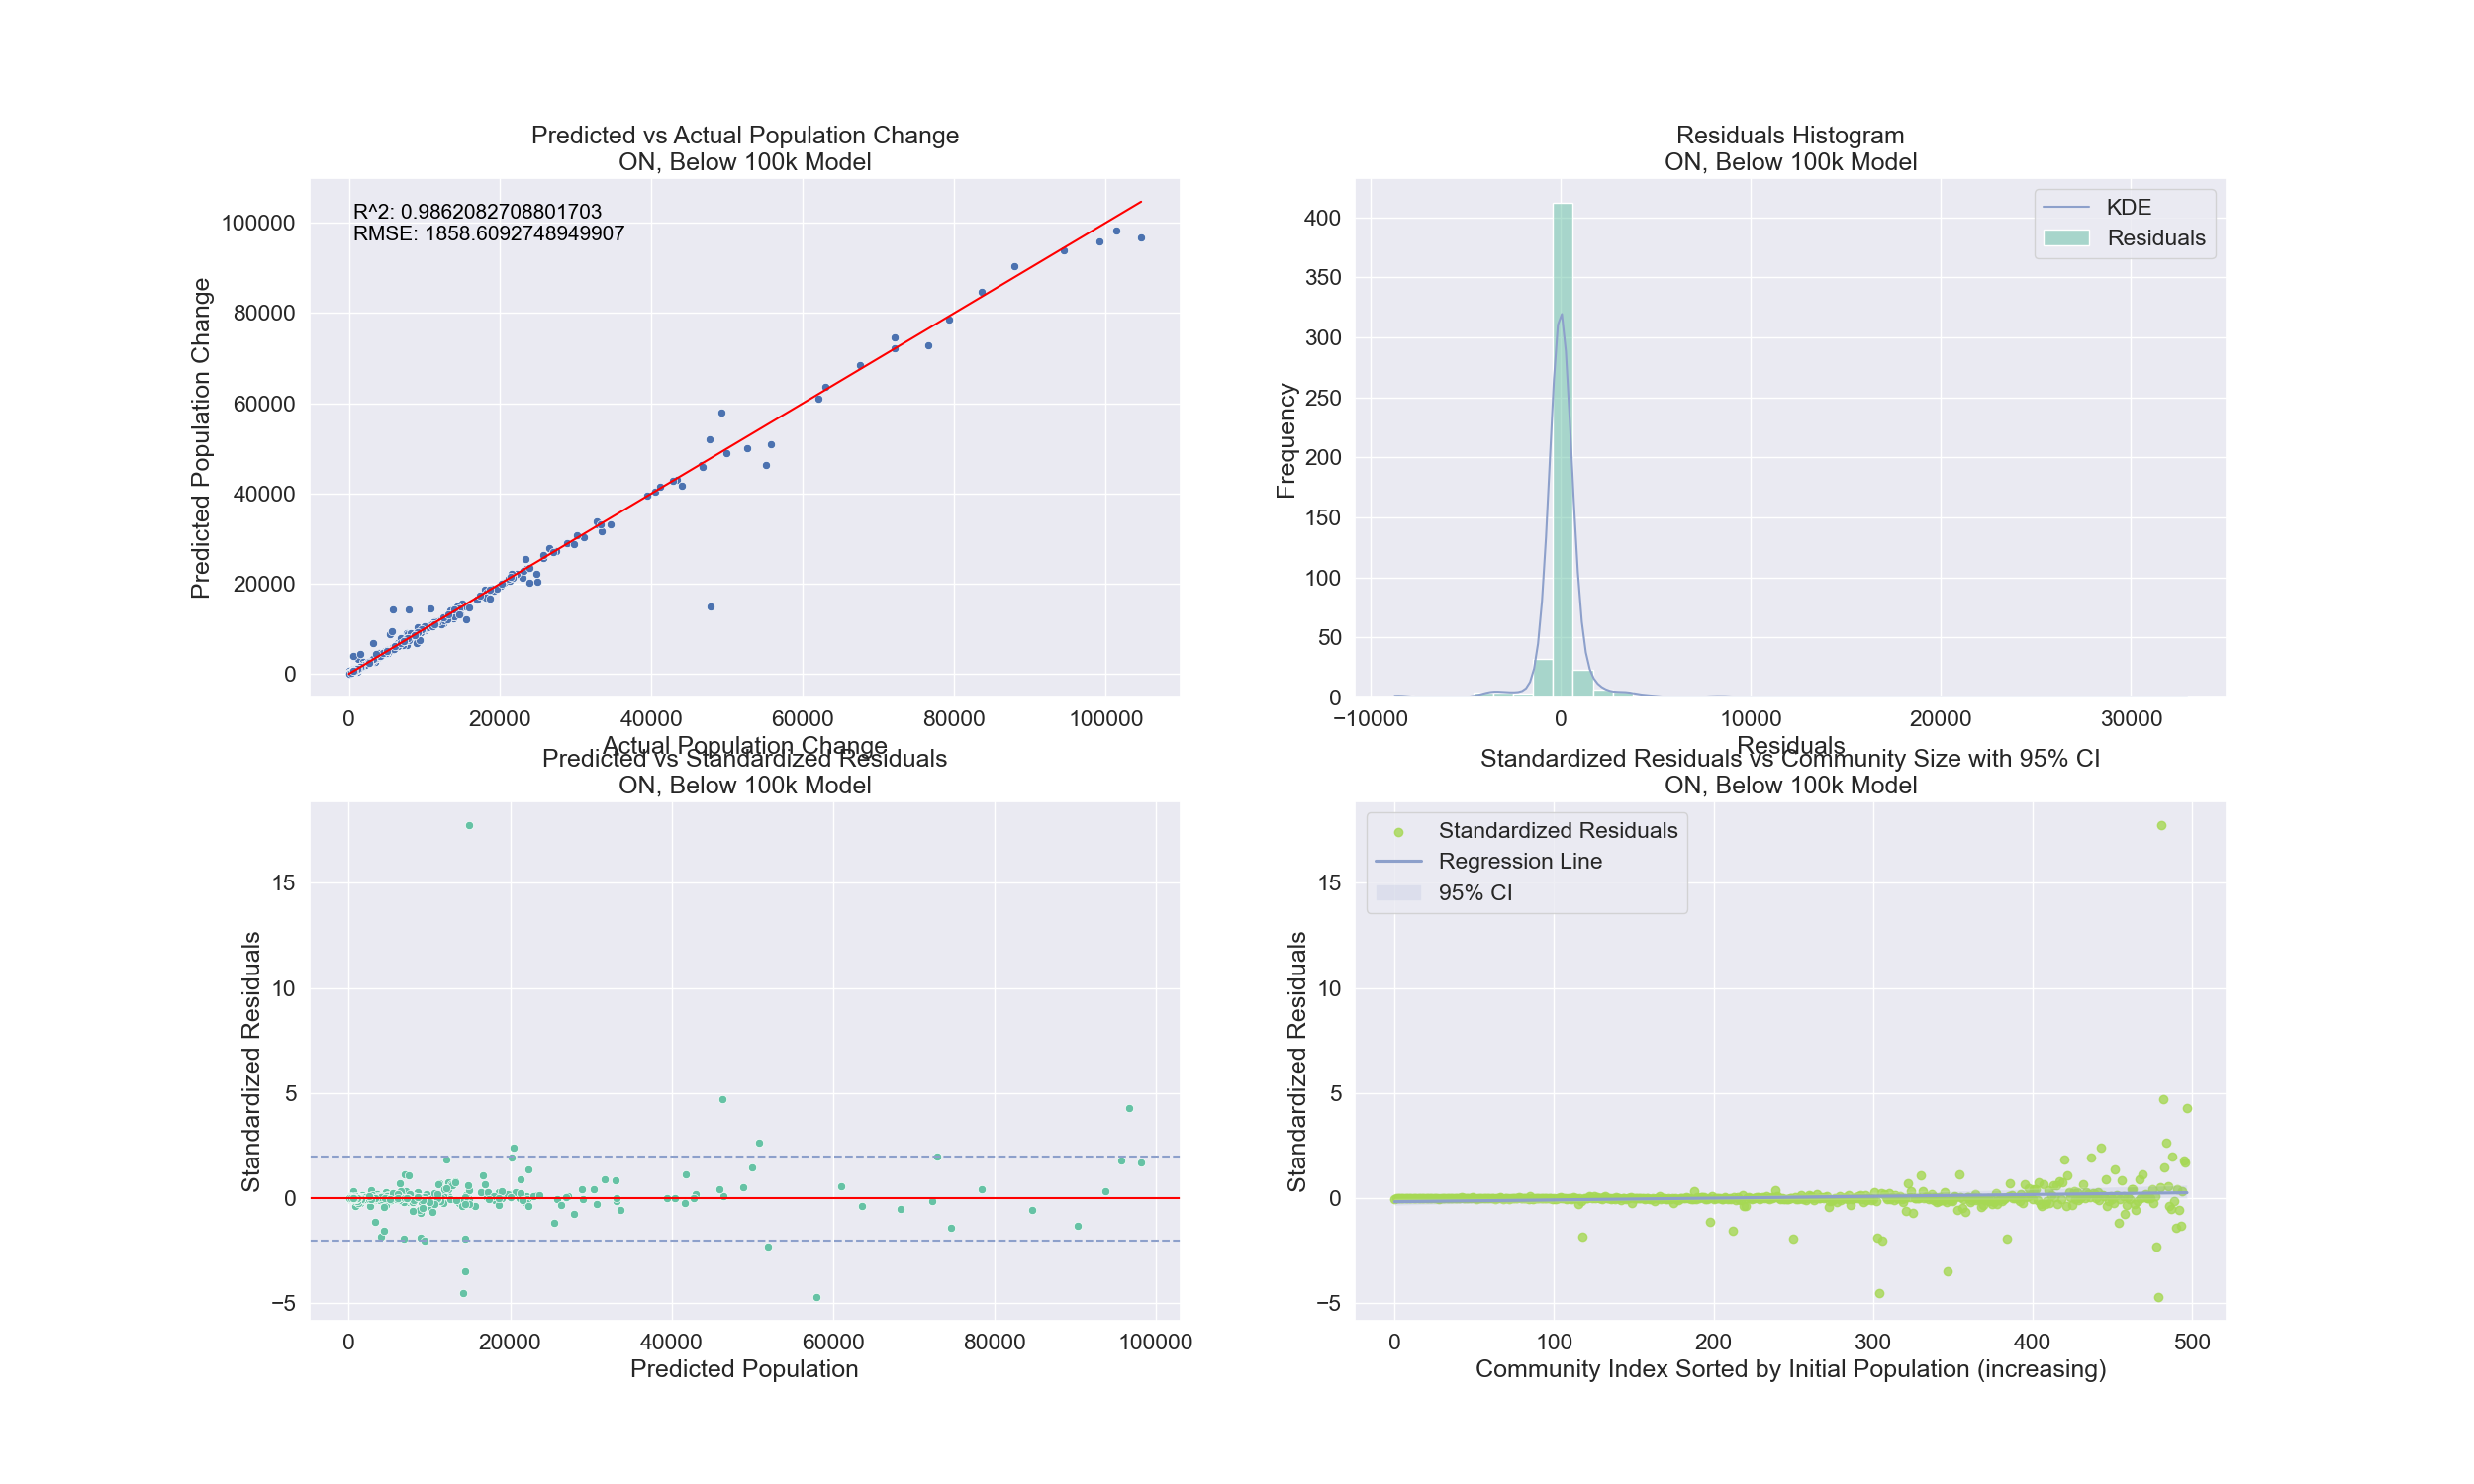 Predicted vs Actual Population Change
ON, Below 100k Model
R^2: 0.9862082708801703
RMSE: 1858.6092748949907
Predicted Population Change
100000
80000
60000
40000
20000
0
0 20000 40000 60000 80000 100000
Actual Population Change
Residuals Histogram
ON, Below 100k Model
KDE
Residuals
Frequency
400
350
300
250
200
150
100
50
0
−10000 0 10000 20000 30000
Residuals
Predicted vs Standardized Residuals
ON, Below 100k Model
Standardized Residuals
15
10
5
0
−5
0 20000 40000 60000 80000 100000
Predicted Population
Standardized Residuals vs Community Size with 95% CI
ON, Below 100k Model
Standardized Residuals
Regression Line
95% CI
Standardized Residuals
15
10
5
0
−5
0 100 200 300 400 500
Community Index Sorted by Initial Population (increasing)